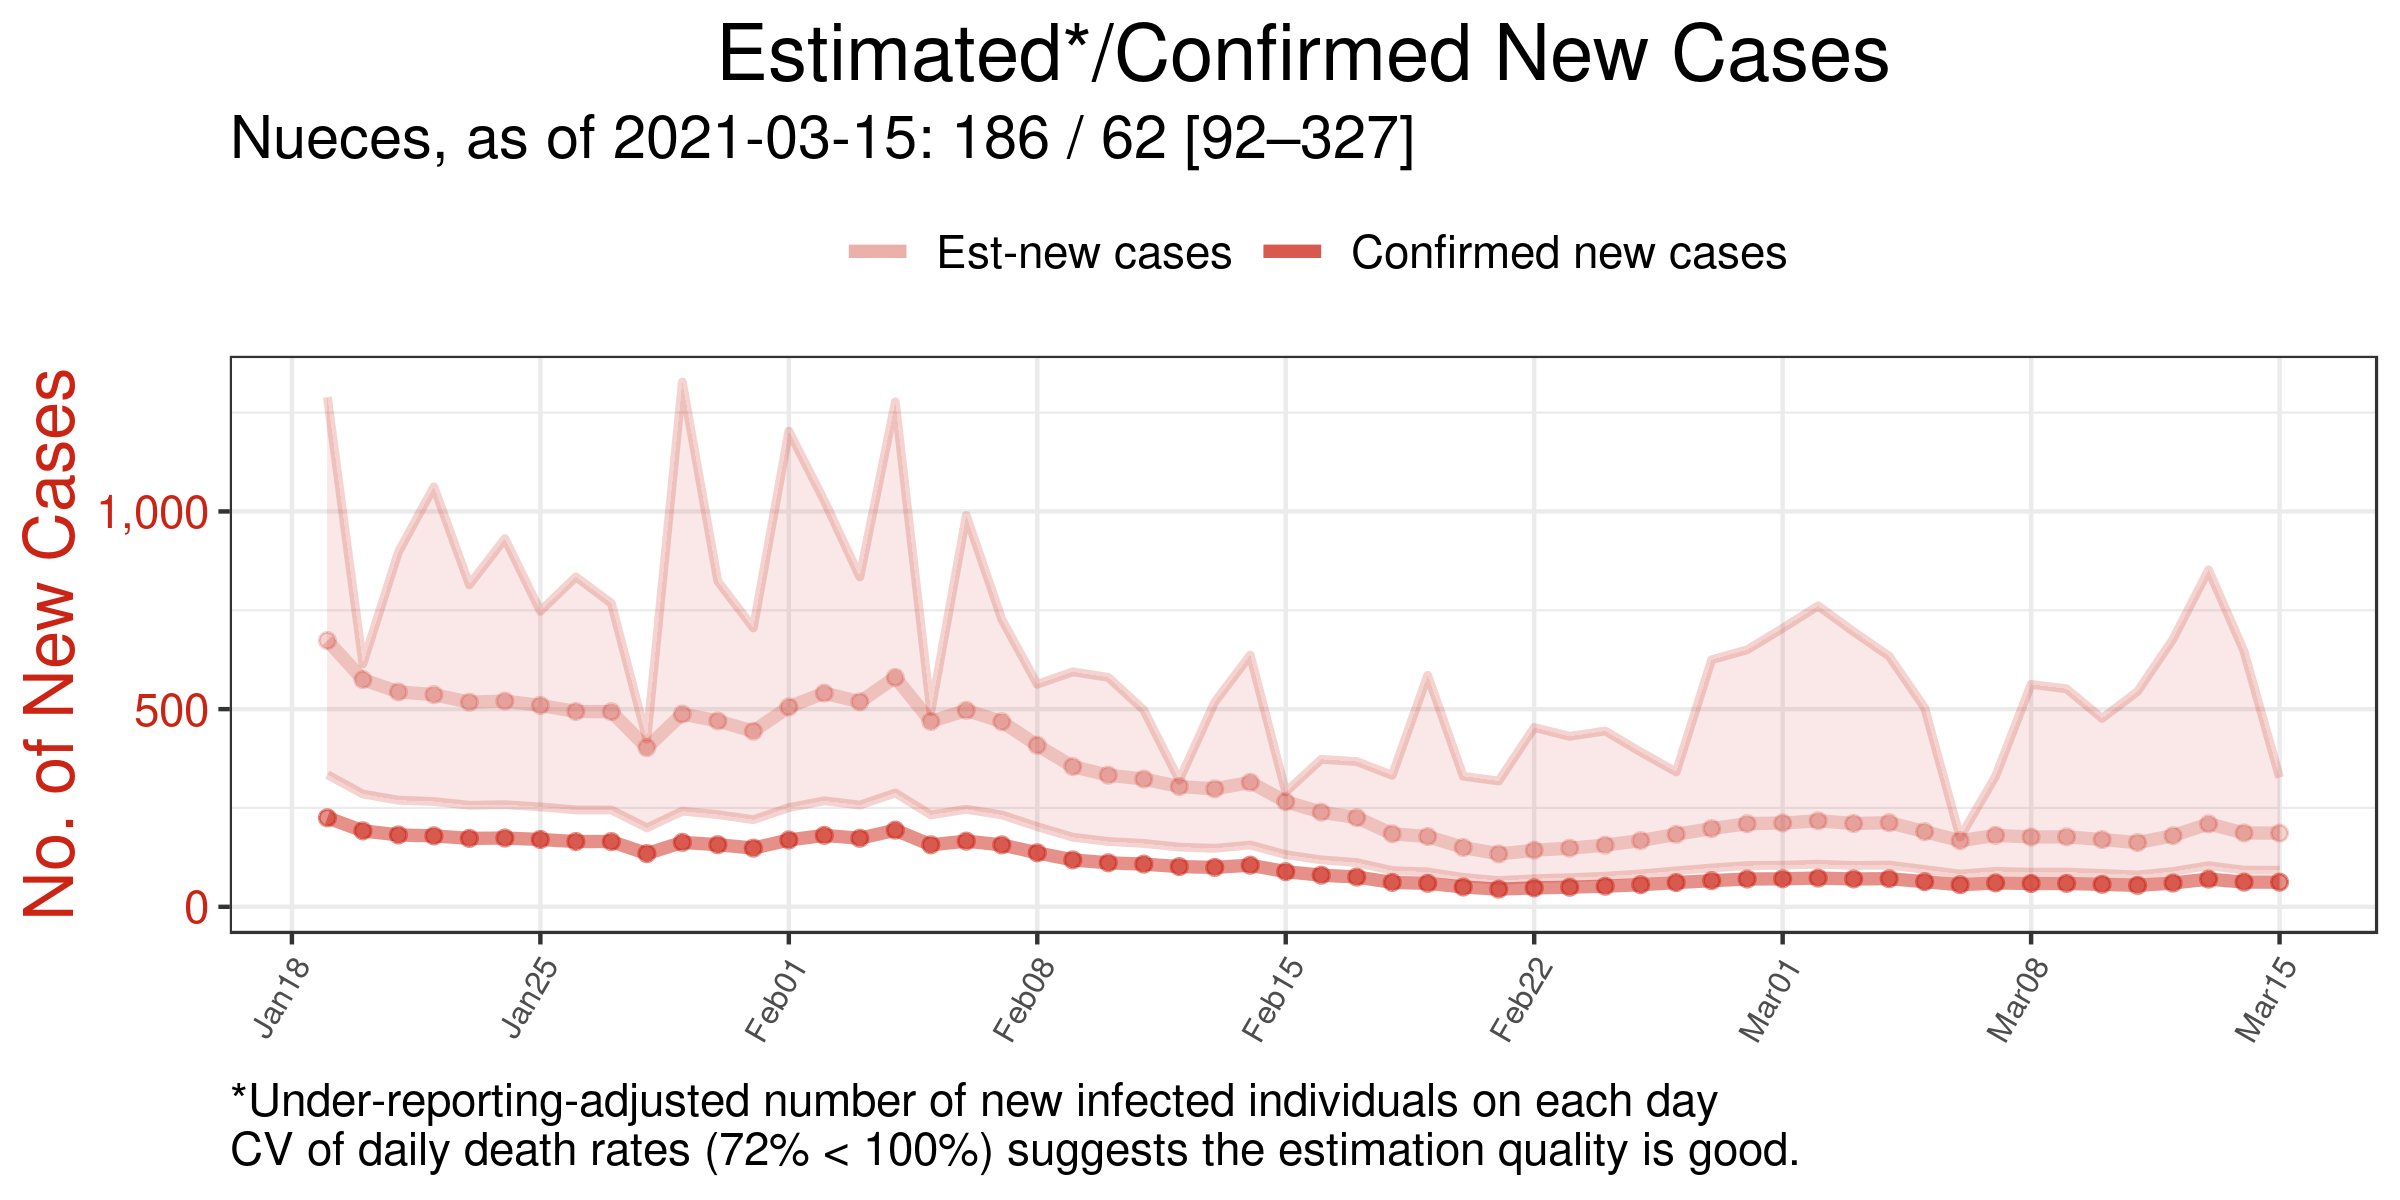 Estimated*/Confirmed New Cases
Nueces, as of 2021-03-15: 186 / 62 [92–327]
Est-new cases
Confirmed new cases
No. of New Cases
1,000
500
0
Jan18
Jan25
Feb01
Feb08
Feb15
Feb22
Mar01
Mar08
Mar15
*Under-reporting-adjusted number of new infected individuals on each day
CV of daily death rates (72% < 100%) suggests the estimation quality is good.